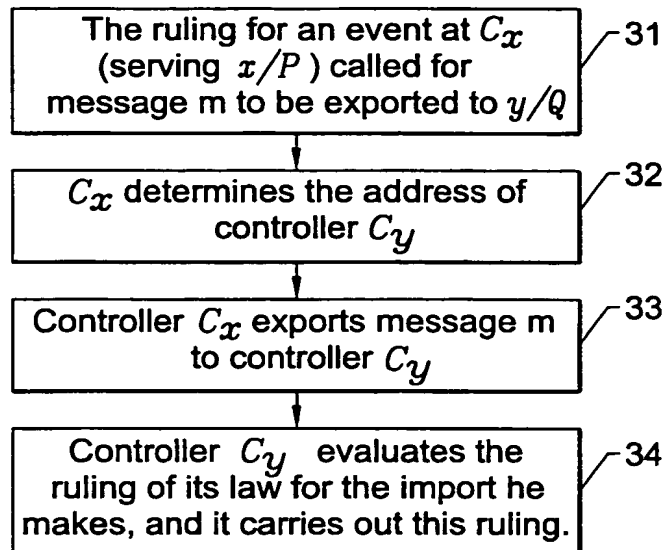 The ruling for an event at Cx
(serving x/P) called for
message m to be exported to y/Q
31
Cx determines the address of
controller Cy
32
Controller Cx exports message m
to controller Cy
33
Controller Cy evaluates the
ruling of its law for the import he
makes, and it carries out this ruling.
34